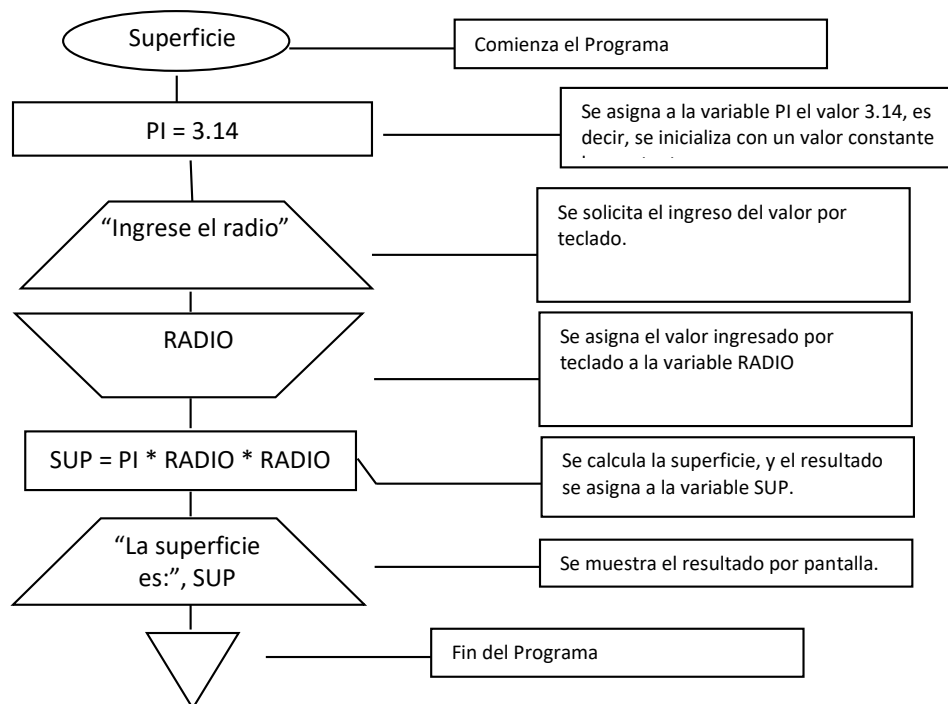 Superficie
Comienza el Programa
PI = 3.14
Se asigna a la variable PI el valor 3.14, es
decir, se inicializa con un valor constante
“Ingrese el radio”
Se solicita el ingreso del valor por
teclado.
RADIO
Se asigna el valor ingresado por
teclado a la variable RADIO
SUP = PI * RADIO * RADIO
Se calcula la superficie, y el resultado
se asigna a la variable SUP.
“La superficie
es:”, SUP
Se muestra el resultado por pantalla.
Fin del Programa